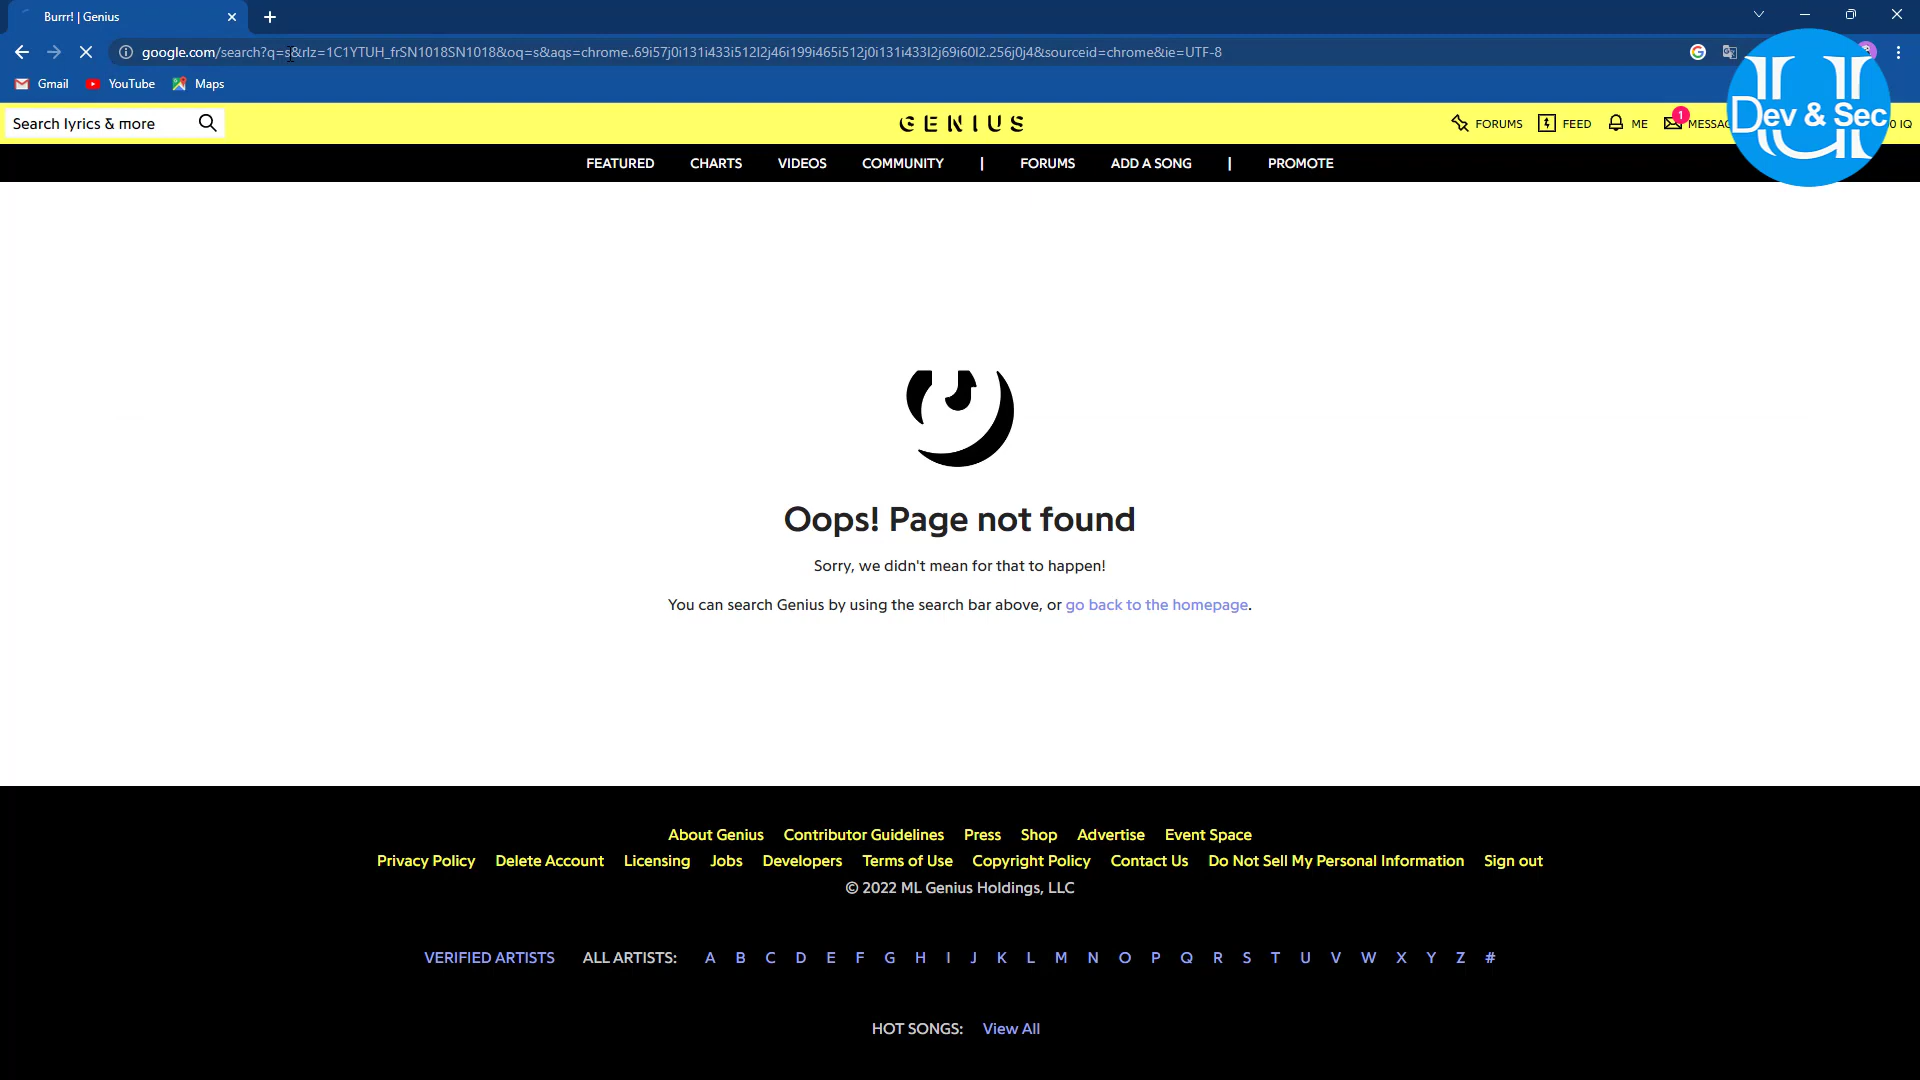 Burrr! | Genius
google.com/search?q=s&rlz=1C1YTUH_frSN1018SN1018&oq=s&aqs=chrome..69i57j0i131i433i512l2j46i199i465i512j0i131i433l2j69i60l2.256j0j4&sourceid=chrome&ie=UTF-8
Gmail YouTube Maps
Search lyrics & more GENIUS FORUMS FEED ME 1 IQ
Dev & Sec
FEATURED CHARTS VIDEOS COMMUNITY | FORUMS ADD A SONG | PROMOTE
Oops! Page not found
Sorry, we didn't mean for that to happen!
You can search Genius by using the search bar above, or go back to the homepage.
About Genius Contributor Guidelines Press Shop Advertise Event Space
Privacy Policy Delete Account Licensing Jobs Developers Terms of Use Copyright Policy Contact Us Do Not Sell My Personal Information Sign out
© 2022 ML Genius Holdings, LLC
VERIFIED ARTISTS ALL ARTISTS: A B C D E F G H I J K L M N O P Q R S T U V W X Y Z #
HOT SONGS: View All